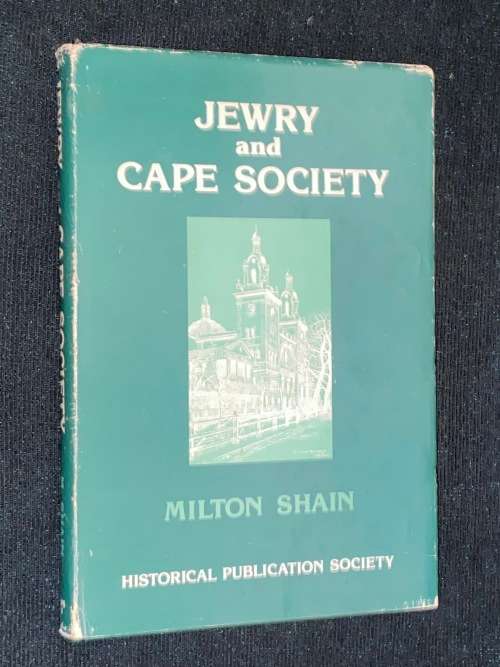 JEWRY
and
CAPE SOCIETY
MILTON SHAIN
HISTORICAL PUBLICATION SOCIETY